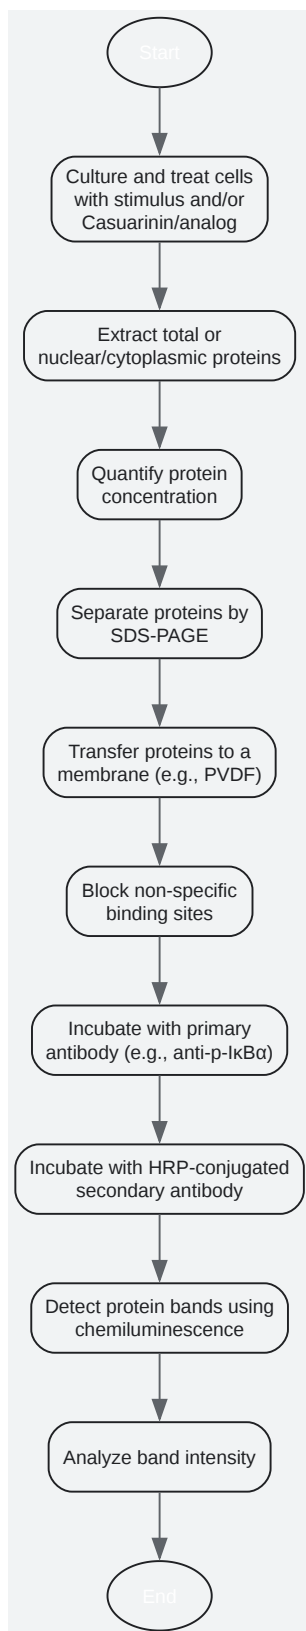 Start
Culture and treat cells
with stimulus and/or
Casuarinin/analog
Extract total or
nuclear/cytoplasmic proteins
Quantify protein
concentration
Separate proteins by
SDS-PAGE
Transfer proteins to a
membrane (e.g., PVDF)
Block non-specific
binding sites
Incubate with primary
antibody (e.g., anti-p-IκBα)
Incubate with HRP-conjugated
secondary antibody
Detect protein bands using
chemiluminescence
Analyze band intensity
End